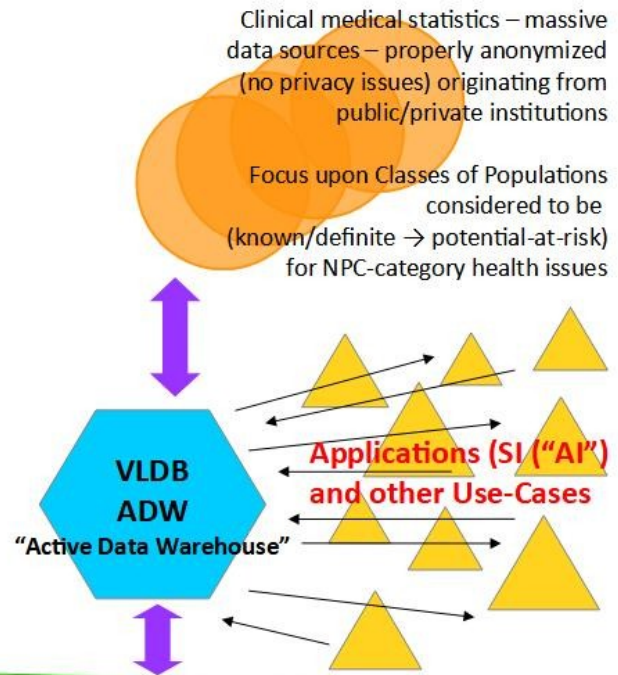 Clinical medical statistics – massive
data sources – properly anonymized
(no privacy issues) originating from
public/private institutions
Focus upon Classes of Populations
considered to be
(known/definite → potential-at-risk)
for NPC-category health issues
VLDB
ADW
“Active Data Warehouse”
Applications (SI (“AI”)
and other Use-Cases